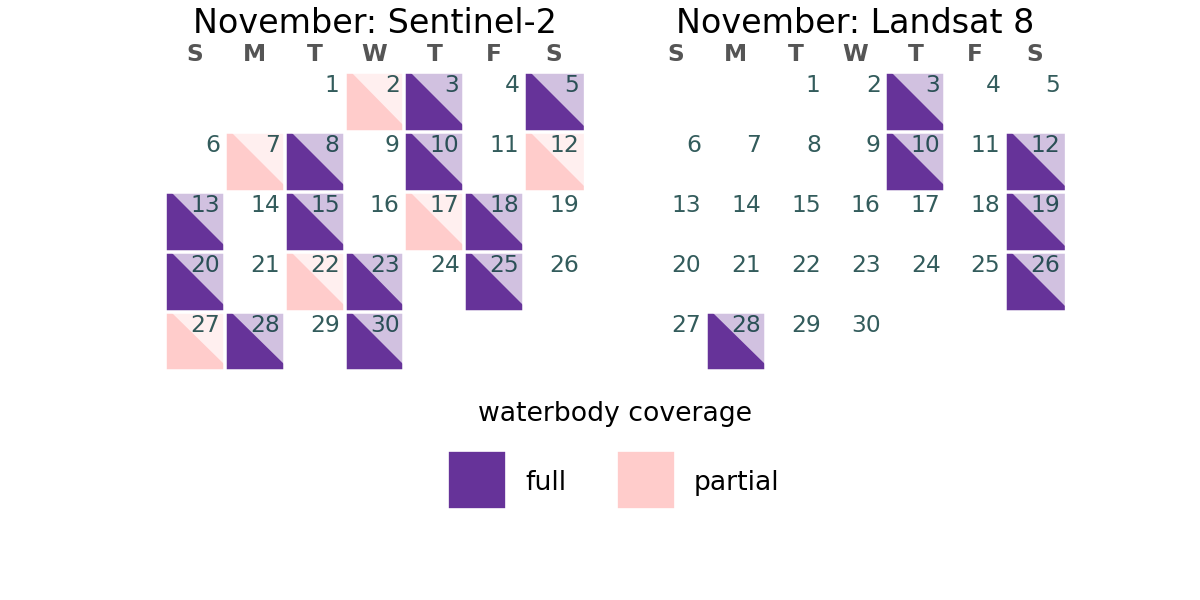 November: Sentinel-2
S M T W T F S
1 2 3 4 5
6 7 8 9 10 11 12
13 14 15 16 17 18 19
20 21 22 23 24 25 26
27 28 29 30
November: Landsat 8
S M T W T F S
1 2 3 4 5
6 7 8 9 10 11 12
13 14 15 16 17 18 19
20 21 22 23 24 25 26
27 28 29 30
waterbody coverage
full partial